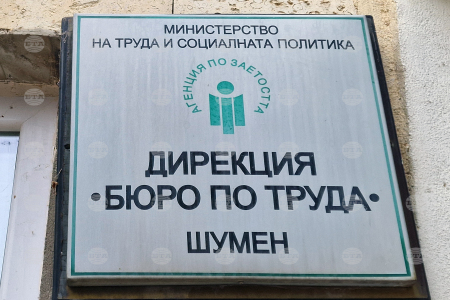 МИНИСТЕРСТВО
НА ТРУДА И СОЦИАЛНАТА ПОЛИТИКА
АГЕНЦИЯ ПО ЗАЕТОСТТА
ДИРЕКЦИЯ
•БЮРО ПО ТРУДА•
ШУМЕН